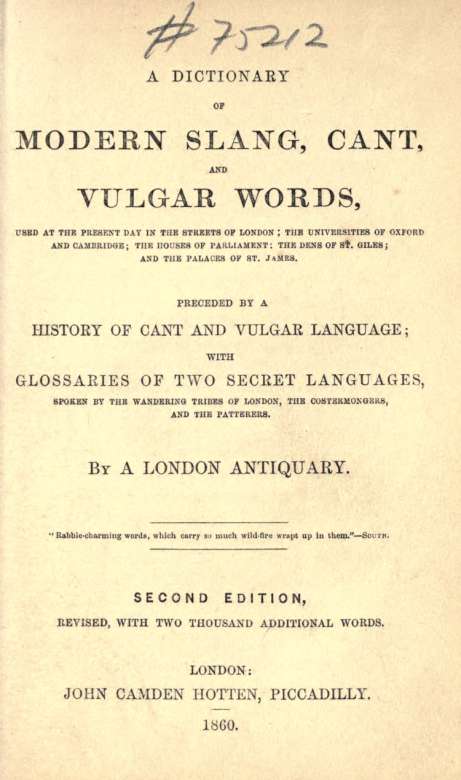 # 75212
A DICTIONARY
OF
MODERN SLANG, CANT,
AND
VULGAR WORDS,
USED AT THE PRESENT DAY IN THE STREETS OF LONDON; THE UNIVERSITIES OF OXFORD
AND CAMBRIDGE; THE HOUSES OF PARLIAMENT; THE DENS OF ST. GILES;
AND THE PALACES OF ST. JAMES.
PRECEDED BY A
HISTORY OF CANT AND VULGAR LANGUAGE;
WITH
GLOSSARIES OF TWO SECRET LANGUAGES,
SPOKEN BY THE WANDERING TRIBES OF LONDON, THE COSTERMONGERS,
AND THE PATTERERS.
BY A LONDON ANTIQUARY.
"Rabble-charming words, which carry so much wild-fire wrapt up in them."—SOUTH.
SECOND EDITION,
REVISED, WITH TWO THOUSAND ADDITIONAL WORDS.
LONDON:
JOHN CAMDEN HOTTEN, PICCADILLY.
1860.